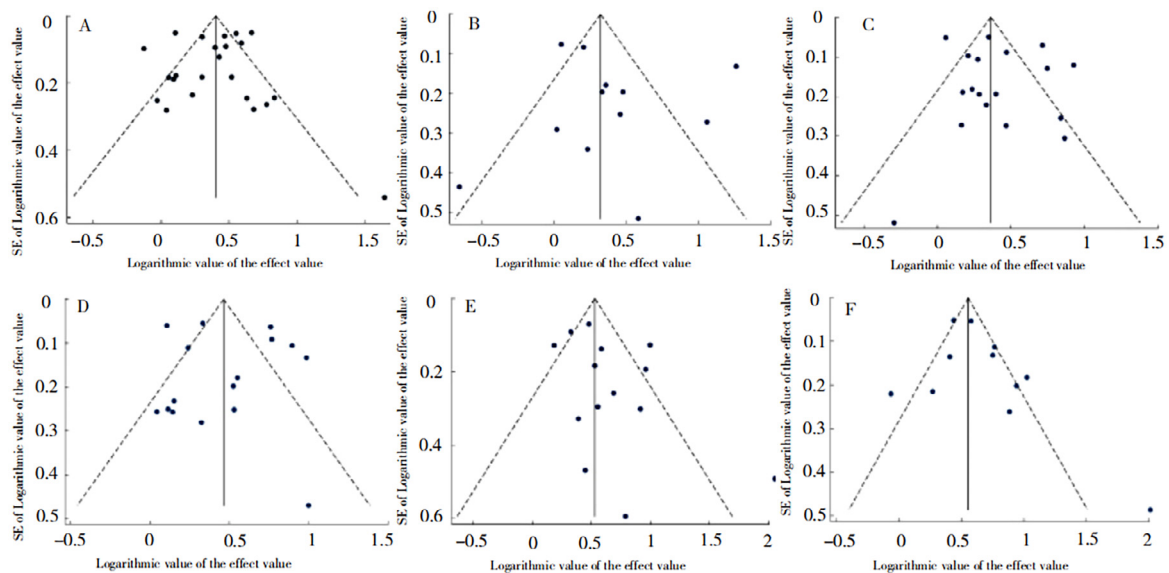 A
SE of Logarithmic value of the effect value
0
0.2
0.4
0.6
−0.5 0 0.5 1 1.5
Logarithmic value of the effect value
B
SE of Logarithmic value of the effect value
0
0.1
0.2
0.3
0.4
0.5
−0.5 0 0.5 1 1.5
Logarithmic value of the effect value
C
SE of Logarithmic value of the effect value
0
0.1
0.2
0.3
0.4
0.5
−0.5 0 0.5 1 1.5
Logarithmic value of the effect value
D
SE of Logarithmic value of the effect value
0
0.1
0.2
0.3
0.4
0.5
−0.5 0 0.5 1 1.5
Logarithmic value of the effect value
E
SE of Logarithmic value of the effect value
0
0.2
0.4
0.6
−0.5 0 0.5 1 1.5 2
Logarithmic value of the effect value
F
SE of Logarithmic value of the effect value
0
0.1
0.2
0.3
0.4
0.5
−0.5 0 0.5 1 1.5 2
Logarithmic value of the effect value